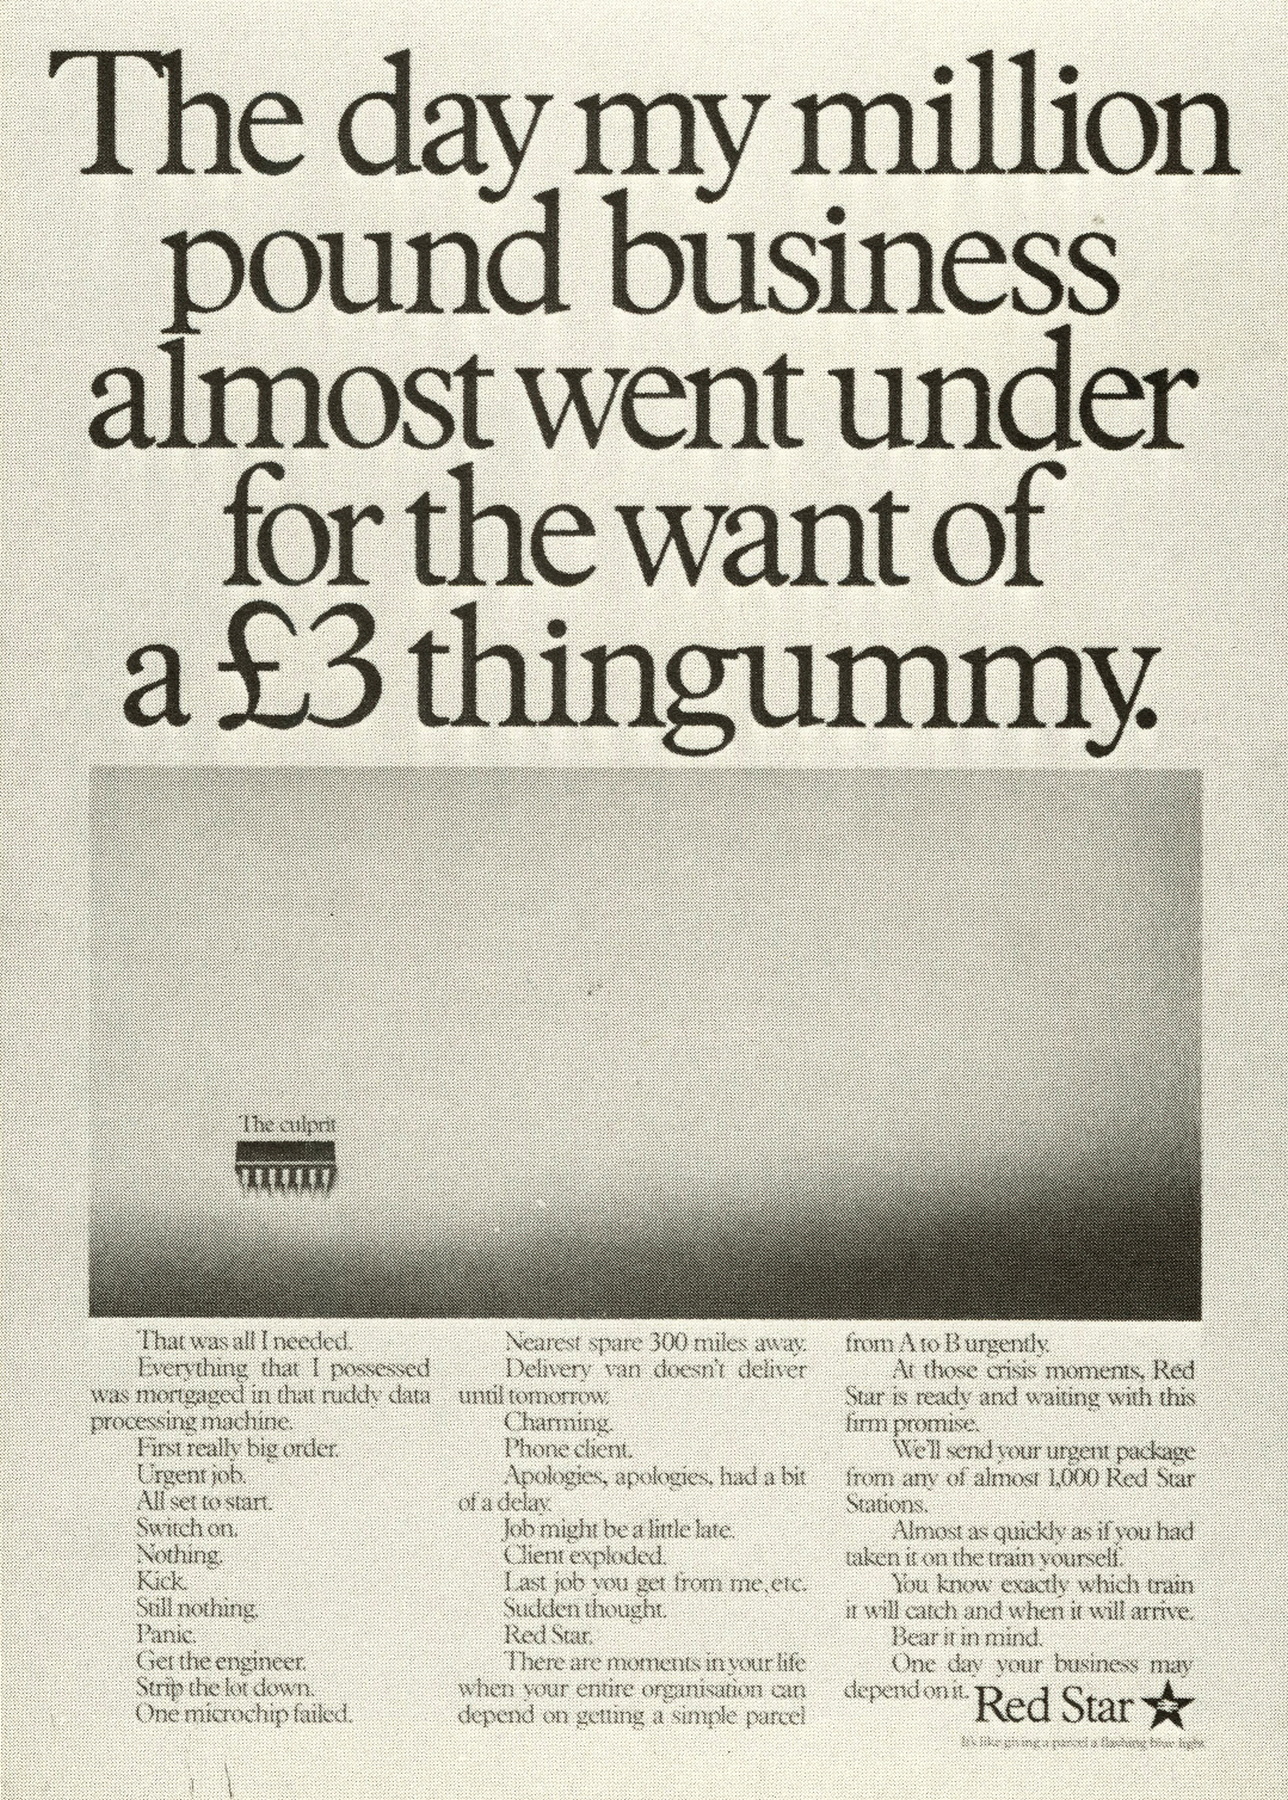 The day my million
pound business
almost went under
for the want of
a £3 thingummy.
The culprit
That was all I needed.
Everything that I possessed
was mortgaged in that ruddy data
processing machine.
First really big order.
Urgent job.
All set to start.
Switch on.
Nothing.
Kick.
Still nothing.
Panic.
Get the engineer.
Strip the lot down.
One microchip failed.
Nearest spare 300 miles away.
Delivery van doesn't deliver
until tomorrow.
Charming.
Phone client.
Apologies, apologies, had a bit
of a delay.
Job might be a little late.
Client exploded.
Last job you get from me, etc.
Sudden thought.
Red Star.
There are moments in your life
when your entire organisation can
depend on getting a simple parcel
from A to B urgently.
At those crisis moments, Red
Star is ready and waiting with this
firm promise.
We'll send your urgent package
from any of almost 1,000 Red Star
Stations.
Almost as quickly as if you had
taken it on the train yourself.
You know exactly which train
it will catch and when it will arrive.
Bear it in mind.
One day your business may
depend on it.
Red Star
It's like giving a parcel a flashing blue light